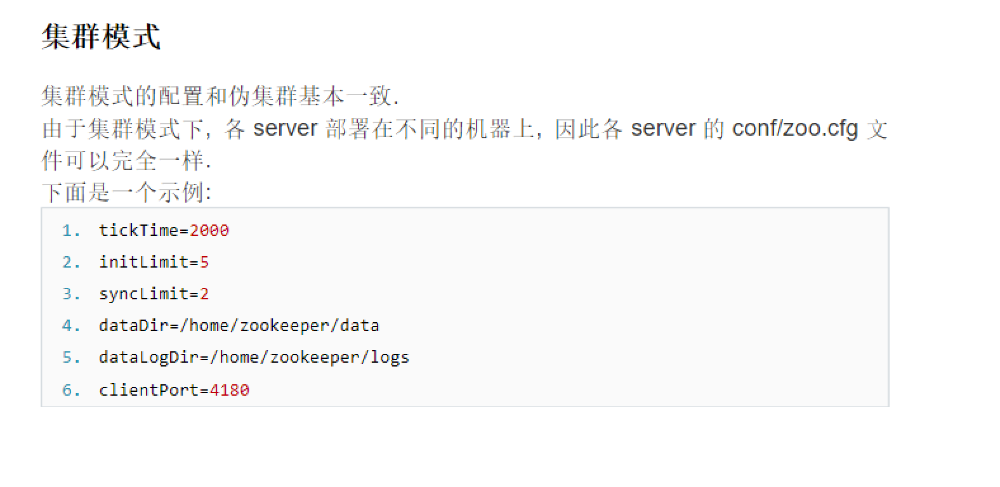 集群模式
集群模式的配置和伪集群基本一致.
由于集群模式下, 各 server 部署在不同的机器上, 因此各 server 的 conf/zoo.cfg 文
件可以完全一样.
下面是一个示例:
1. tickTime=2000
2. initLimit=5
3. syncLimit=2
4. dataDir=/home/zookeeper/data
5. dataLogDir=/home/zookeeper/logs
6. clientPort=4180